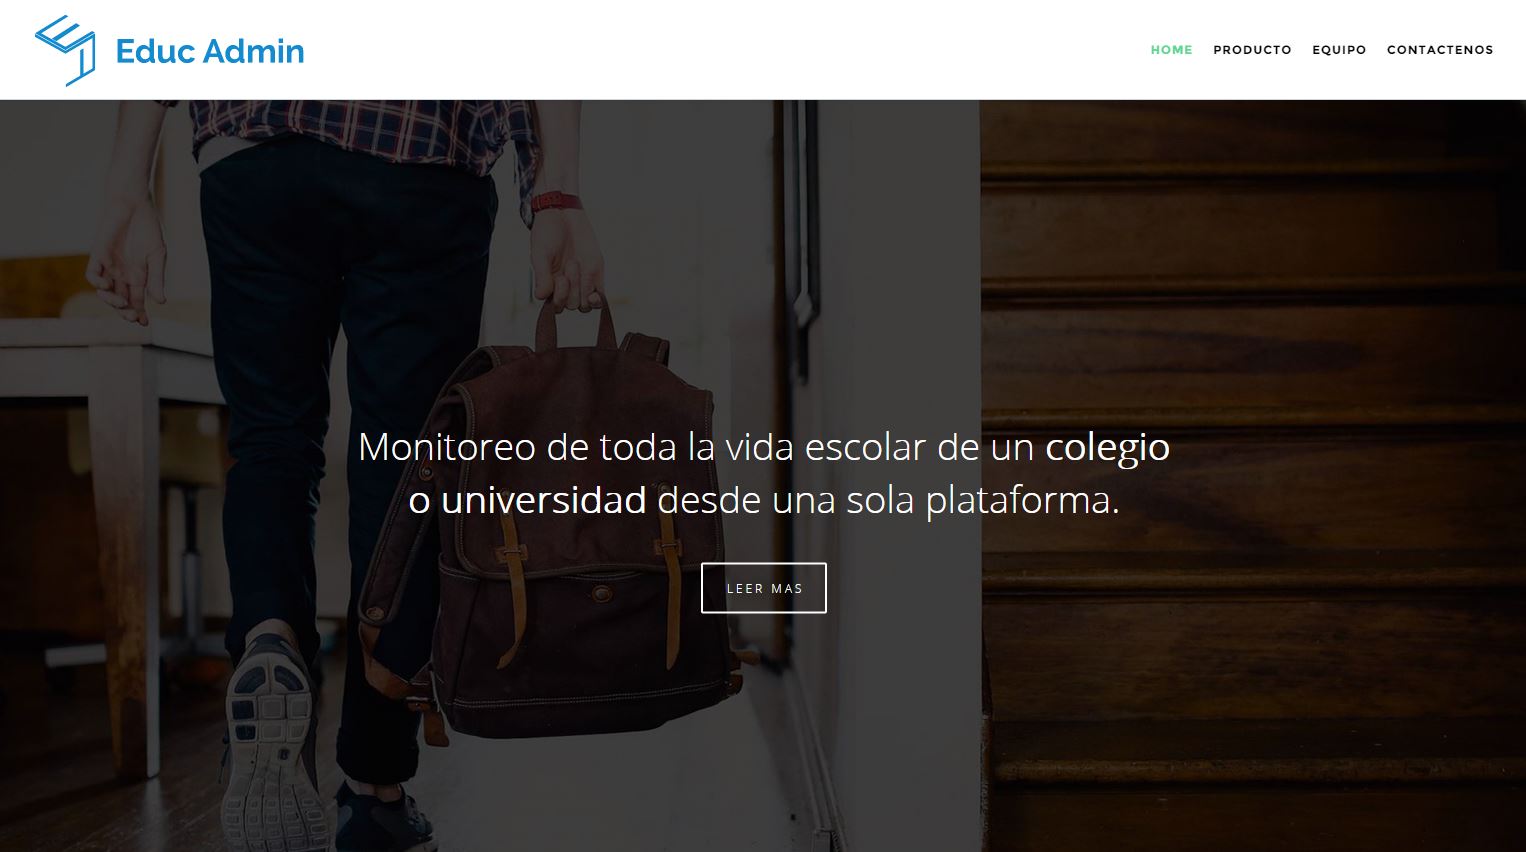 Educ Admin
HOME PRODUCTO EQUIPO CONTACTENOS
Monitoreo de toda la vida escolar de un colegio
o universidad desde una sola plataforma.
LEER MAS